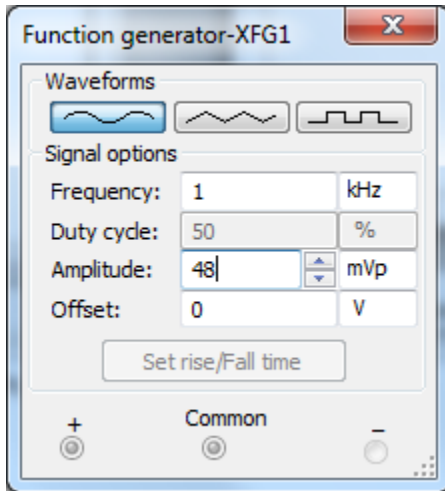 Function generator-XFG1
Waveforms
Signal options
Frequency: 1 kHz
Duty cycle: 50 %
Amplitude: 48 mVp
Offset: 0 V
Set rise/Fall time
+ Common –